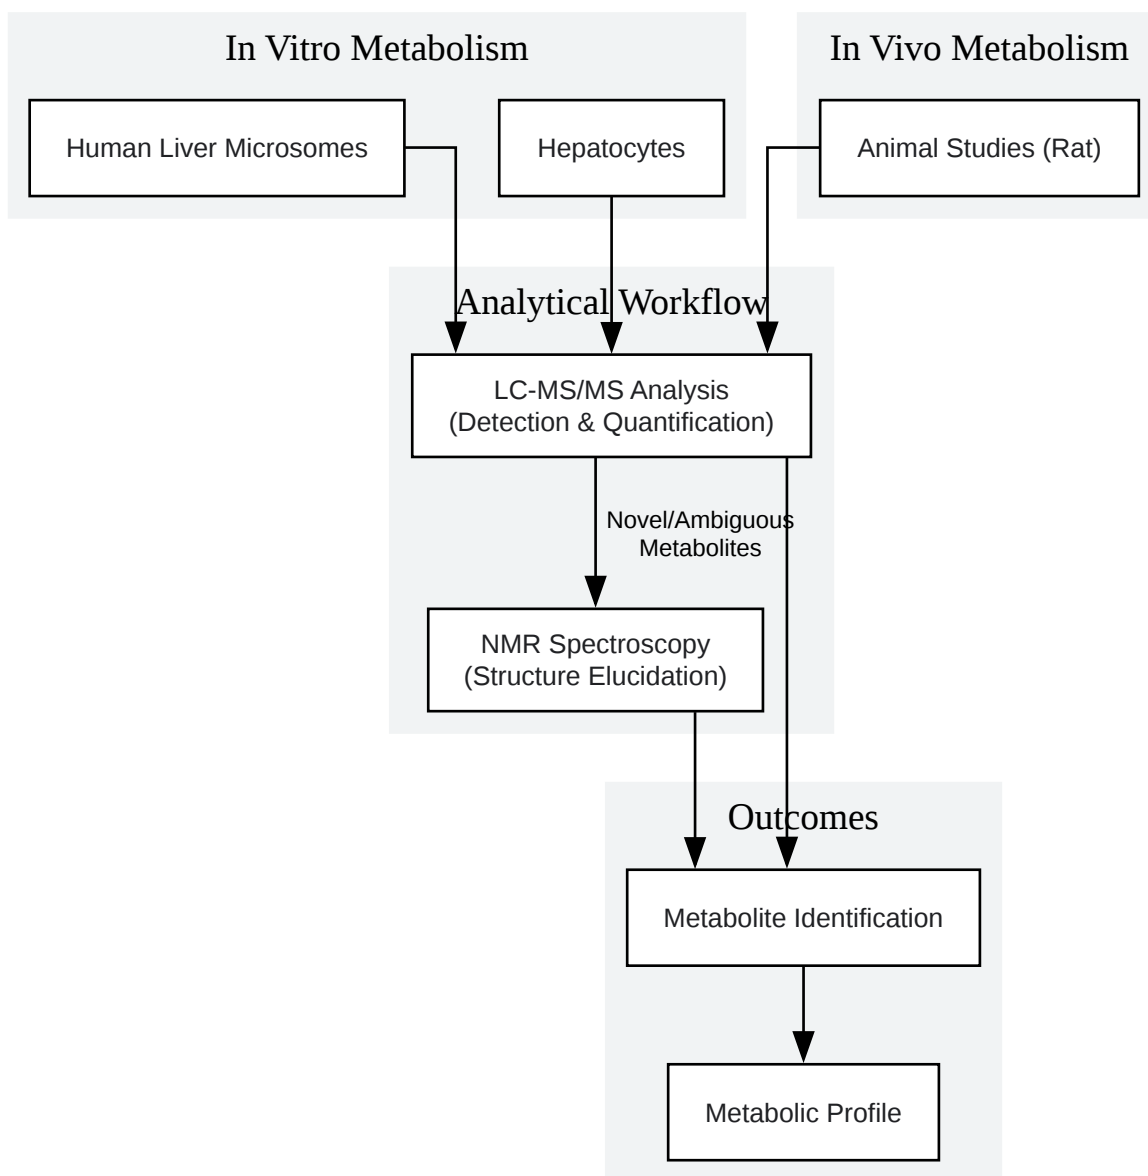 In Vitro Metabolism
In Vivo Metabolism
Human Liver Microsomes
Hepatocytes
Animal Studies (Rat)
Analytical Workflow
LC-MS/MS Analysis
(Detection & Quantification)
Novel/Ambiguous
Metabolites
NMR Spectroscopy
(Structure Elucidation)
Outcomes
Metabolite Identification
Metabolic Profile